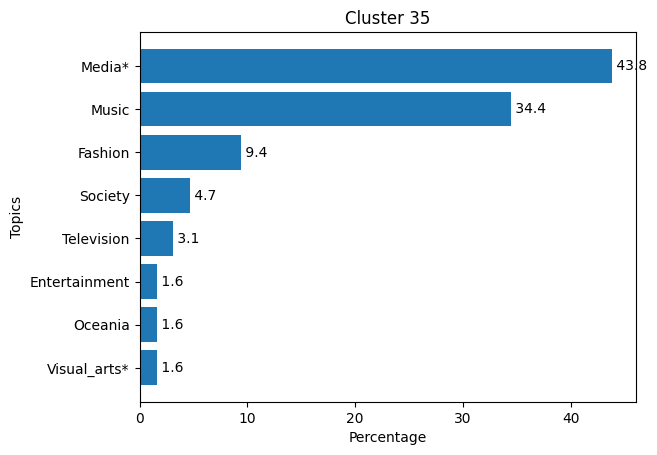 Cluster 35
Media* 43.8
Music 34.4
Fashion 9.4
Society 4.7
Television 3.1
Entertainment 1.6
Oceania 1.6
Visual_arts* 1.6
Topics
0 10 20 30 40
Percentage